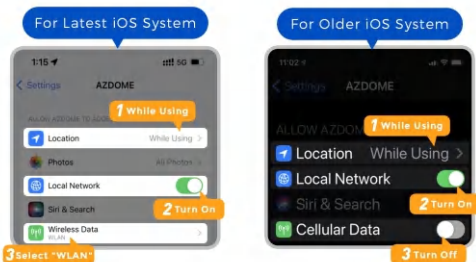 For Latest iOS System
1:15
5G
Settings
AZDOME
ALLOW AZDOME TO ACCESS
1 While Using
Location
While Using
Photos
All Photos
Local Network
Siri & Search
2 Turn On
Wireless Data
WLAN
3 Select "WLAN"
For Older iOS System
11:02
Settings
AZDOME
ALLOW AZDOM
1 While Using
Location
While Using
Local Network
Siri & Search
2 Turn On
Cellular Data
3 Turn Off